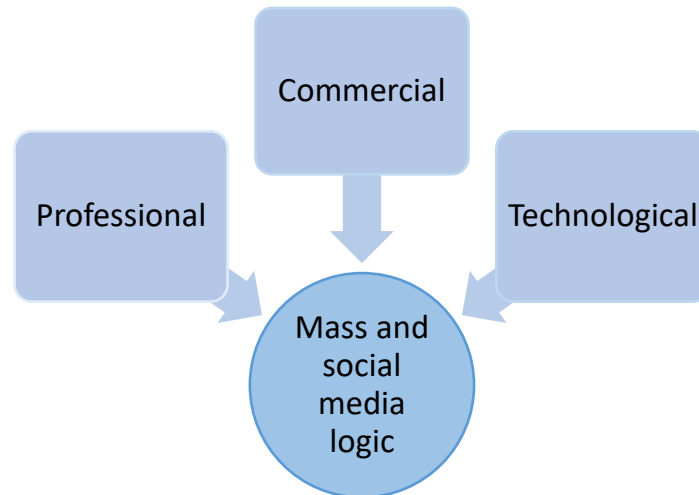 Commercial
Professional
Technological
Mass and
social
media
logic